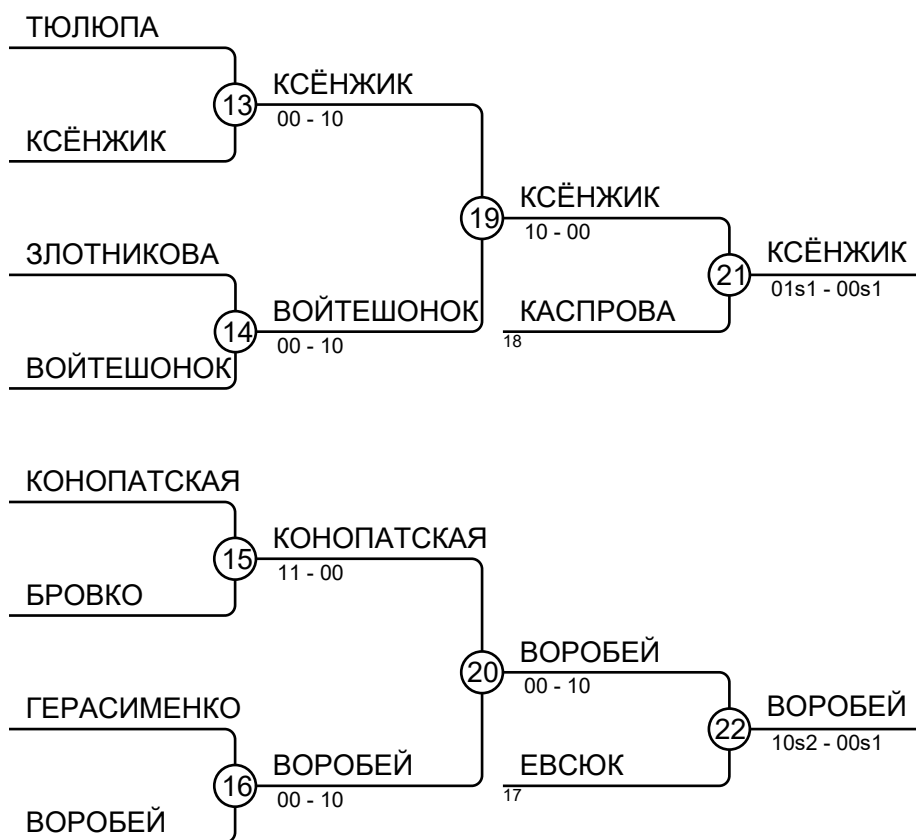 ТЮЛЮПА
13
КСЁНЖИК
00 - 10
КСЁНЖИК
19
КСЁНЖИК
10 - 00
ЗЛОТНИКОВА
21
КСЁНЖИК
01s1 - 00s1
14
ВОЙТЕШОНОК
00 - 10
КАСПРОВА
18
ВОЙТЕШОНОК
КОНОПАТСКАЯ
15
КОНОПАТСКАЯ
11 - 00
БРОВКО
20
ВОРОБЕЙ
00 - 10
ГЕРАСИМЕНКО
22
ВОРОБЕЙ
10s2 - 00s1
16
ВОРОБЕЙ
00 - 10
ЕВСЮК
17
ВОРОБЕЙ